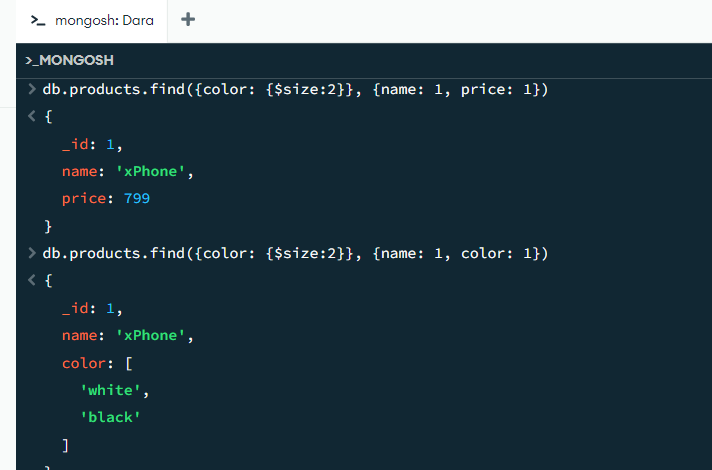 >_ mongosh: Dara +
>_MONGOSH
> db.products.find({color: {$size:2}}, {name: 1, price: 1})
< {
_id: 1,
name: 'xPhone',
price: 799
}
> db.products.find({color: {$size:2}}, {name: 1, color: 1})
< {
_id: 1,
name: 'xPhone',
color: [
'white',
'black'
]